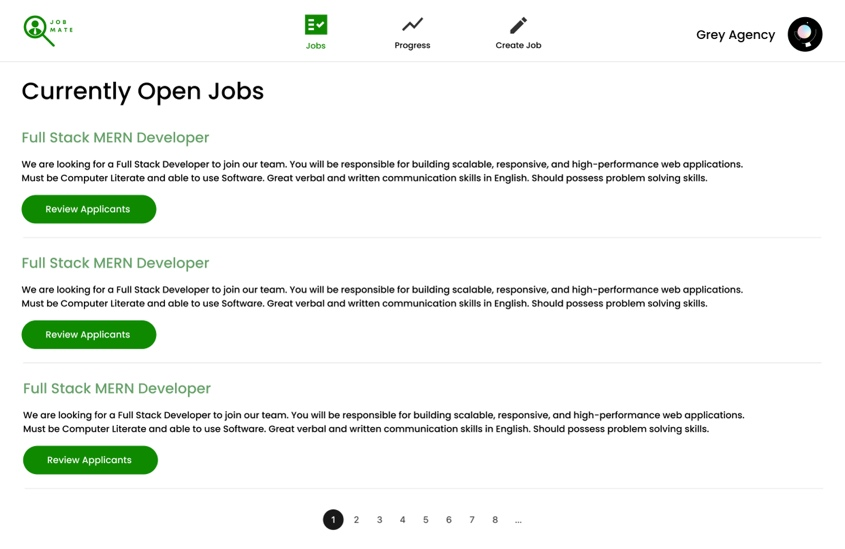 JOB
MATE
Jobs
Progress
Create Job
Grey Agency
Currently Open Jobs
Full Stack MERN Developer
We are looking for a Full Stack Developer to join our team. You will be responsible for building scalable, responsive, and high-performance web applications.
Must be Computer Literate and able to use Software. Great verbal and written communication skills in English. Should possess problem solving skills.
Review Applicants
Full Stack MERN Developer
We are looking for a Full Stack Developer to join our team. You will be responsible for building scalable, responsive, and high-performance web applications.
Must be Computer Literate and able to use Software. Great verbal and written communication skills in English. Should possess problem solving skills.
Review Applicants
Full Stack MERN Developer
We are looking for a Full Stack Developer to join our team. You will be responsible for building scalable, responsive, and high-performance web applications.
Must be Computer Literate and able to use Software. Great verbal and written communication skills in English. Should possess problem solving skills.
Review Applicants
1 2 3 4 5 6 7 8 ...